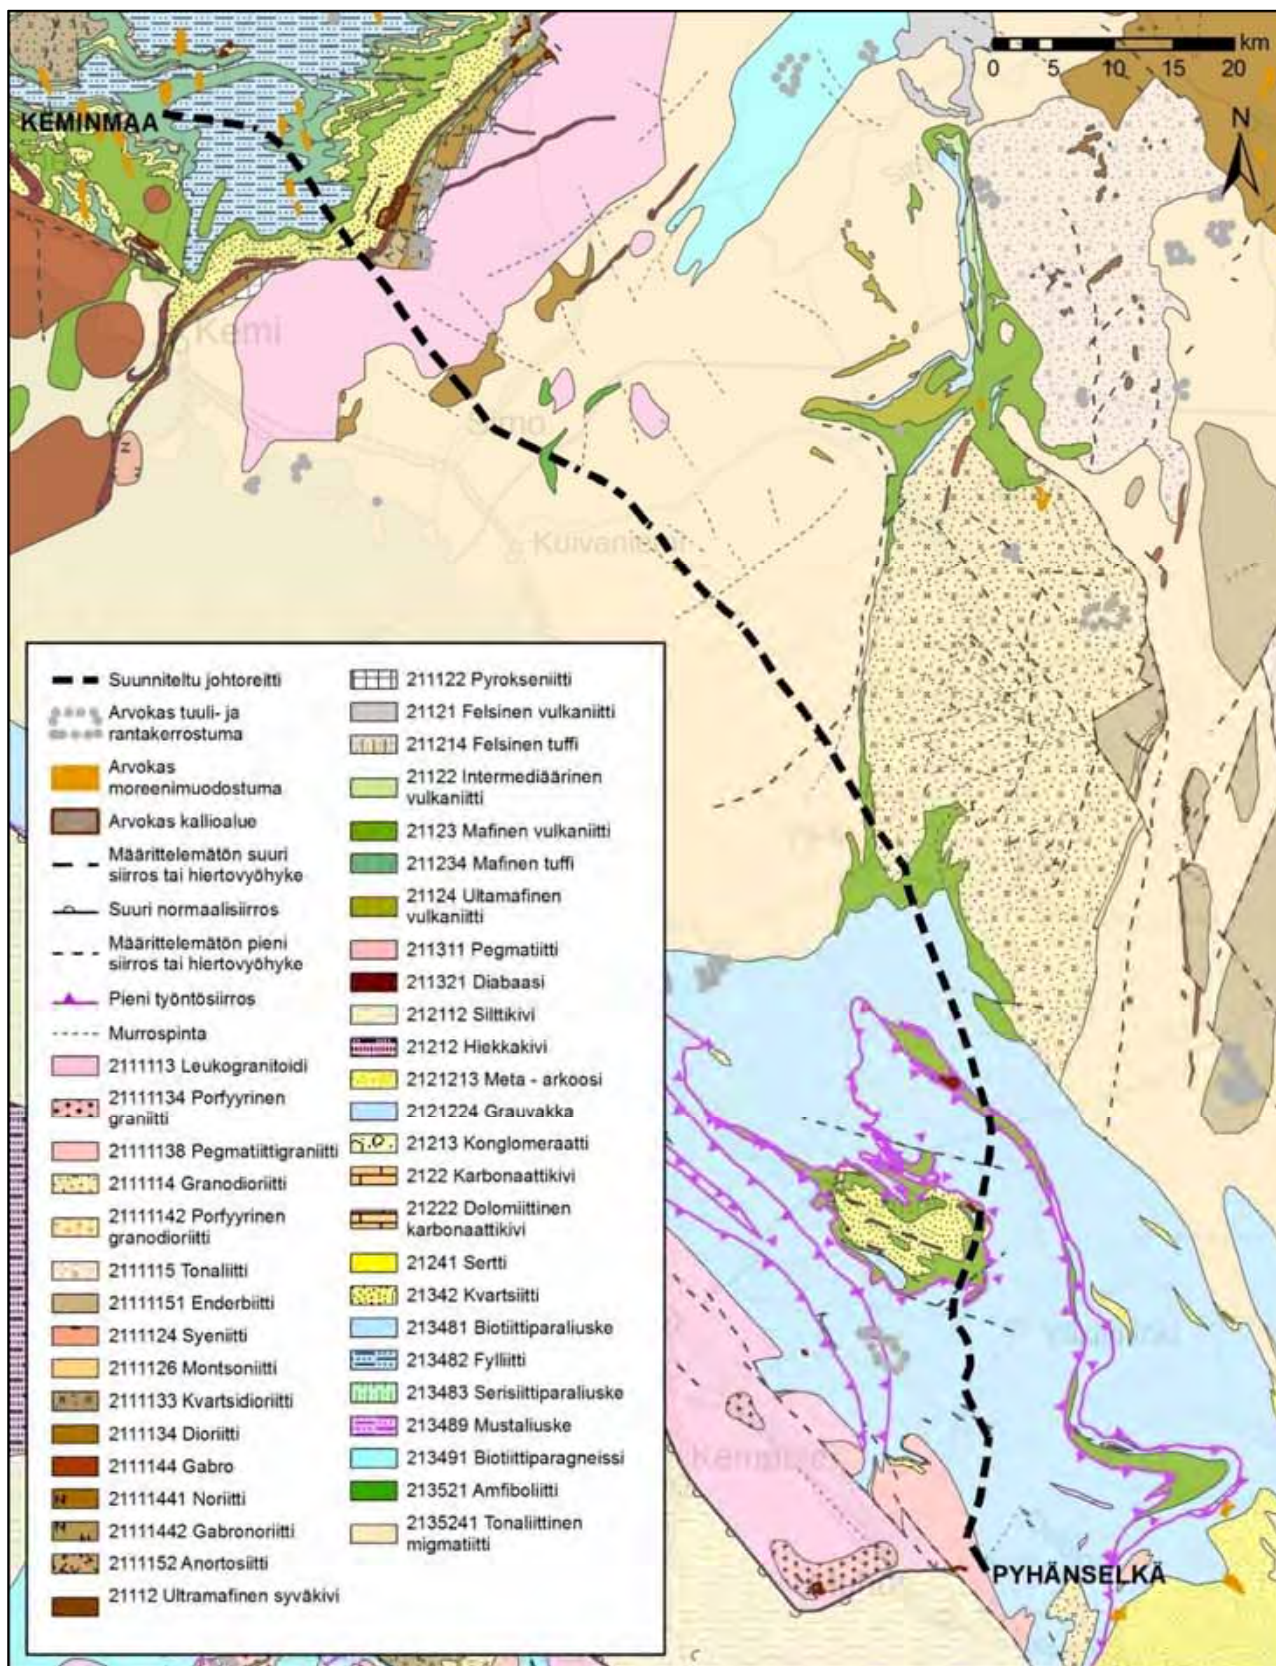 km
0 5 10 15 20
N
KEMINMAA
Kemi
Simo
Kuivaniemi
Kempele
PYHÄNSELKÄ
Suunniteltu johtoreitti
Arvokas tuuli- ja
rantakerrostuma
Arvokas
moreenimuodostuma
Arvokas kallioalue
Määrittelemätön suuri
siirros tai hiertovyöhyke
Suuri normaalisiirros
Määrittelemätön pieni
siirros tai hiertovyöhyke
Pieni työntösiirros
Murrospinta
2111113 Leukogranitoidi
21111134 Porfyyrinen
graniitti
21111138 Pegmatiittigraniitti
2111114 Granodioriitti
21111142 Porfyyrinen
granodioriitti
2111115 Tonaliitti
21111151 Enderbiitti
2111124 Syeniitti
2111126 Montsoniitti
2111133 Kvartsidioriitti
2111134 Dioriitti
2111144 Gabro
21111441 Noriitti
21111442 Gabronoriitti
2111152 Anortosiitti
21112 Ultramafinen syväkivi
211122 Pyrokseniitti
21121 Felsinen vulkaniitti
211214 Felsinen tuffi
21122 Intermediäärinen
vulkaniitti
21123 Mafinen vulkaniitti
211234 Mafinen tuffi
21124 Ultamafinen
vulkaniitti
211311 Pegmatiitti
211321 Diabaasi
212112 Silttikivi
21212 Hiekkakivi
2121213 Meta - arkoosi
2121224 Grauvakka
21213 Konglomeraatti
2122 Karbonaattikivi
21222 Dolomiittinen
karbonaattikivi
21241 Sertti
21342 Kvartsiitti
213481 Biotiittiparaliuske
213482 Fylliitti
213483 Serisiittiparaliuske
213489 Mustaliuske
213491 Biotiittiparagneissi
213521 Amfiboliitti
2135241 Tonaliittinen
migmatiitti